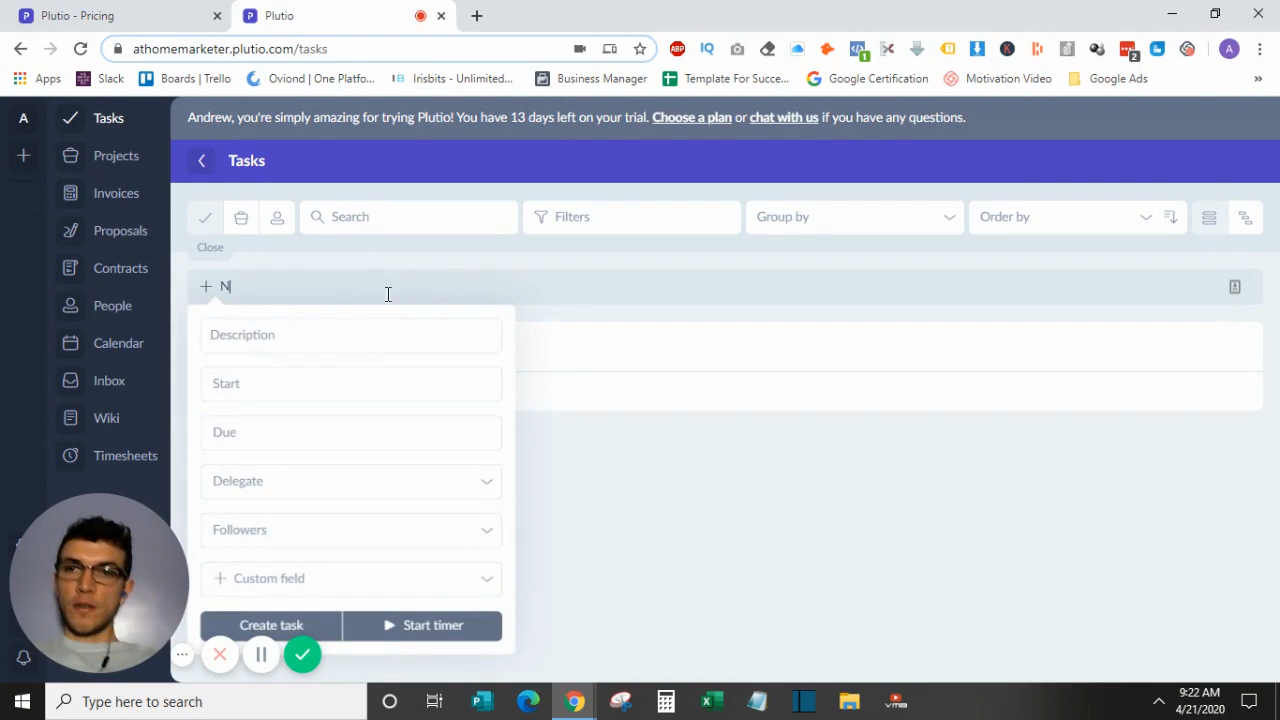 Plutio - Pricing
Plutio
athomemarketer.plutio.com/tasks
ABP
IQ
1
2
A
Apps
Slack
Boards | Trello
Oviond | One Platfo...
Irisbits - Unlimited...
Business Manager
Template For Succe...
Google Certification
Motivation Video
Google Ads
»
A
Tasks
Projects
Invoices
Proposals
Contracts
People
Calendar
Inbox
Wiki
Timesheets
Andrew, you're simply amazing for trying Plutio! You have 13 days left on your trial. Choose a plan or chat with us if you have any questions.
Tasks
Search
Filters
Group by
Order by
Close
N
Description
Start
Due
Delegate
Followers
Custom field
Create task
Start timer
Type here to search
9:22 AM
4/21/2020